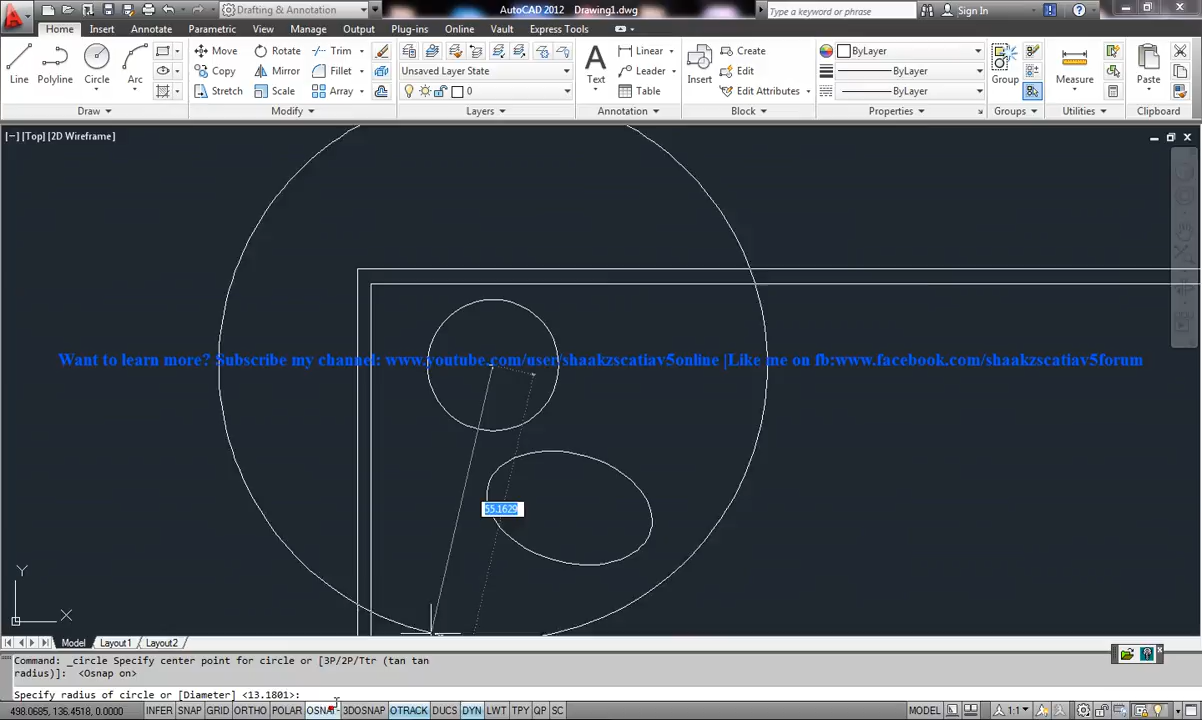 Drafting & Annotation
AutoCAD 2012 Drawing1.dwg
Type a keyword or phrase
Sign In
Home Insert Annotate Parametric View Manage Output Plug-ins Online Vault Express Tools
Line Polyline Circle Arc
Move Rotate Trim
Copy Mirror Fillet
Stretch Scale Array
Unsaved Layer State
0
Text Linear
Leader
Table
Insert Create
Edit
Edit Attributes
ByLayer
ByLayer
ByLayer
Group Measure Paste
Draw Modify Layers Annotation Block Properties Groups Utilities Clipboard
[−] [Top] [2D Wireframe]
Want to learn more? Subscribe my channel: www.youtube.com/user/shaakzscatiav5online |Like me on fb:www.facebook.com/shaakzscatiav5forum
55.1629
Y
X
Model Layout1 Layout2
Command: _circle Specify center point for circle or [3P/2P/Ttr (tan tan
radius)]: <Osnap on>
Specify radius of circle or [Diameter] <13.1801>:
498.0685, 136.4518, 0.0000 INFER SNAP GRID ORTHO POLAR OSNAP 3DOSNAP OTRACK DUCS DYN LWT TPY QP SC MODEL 1:1